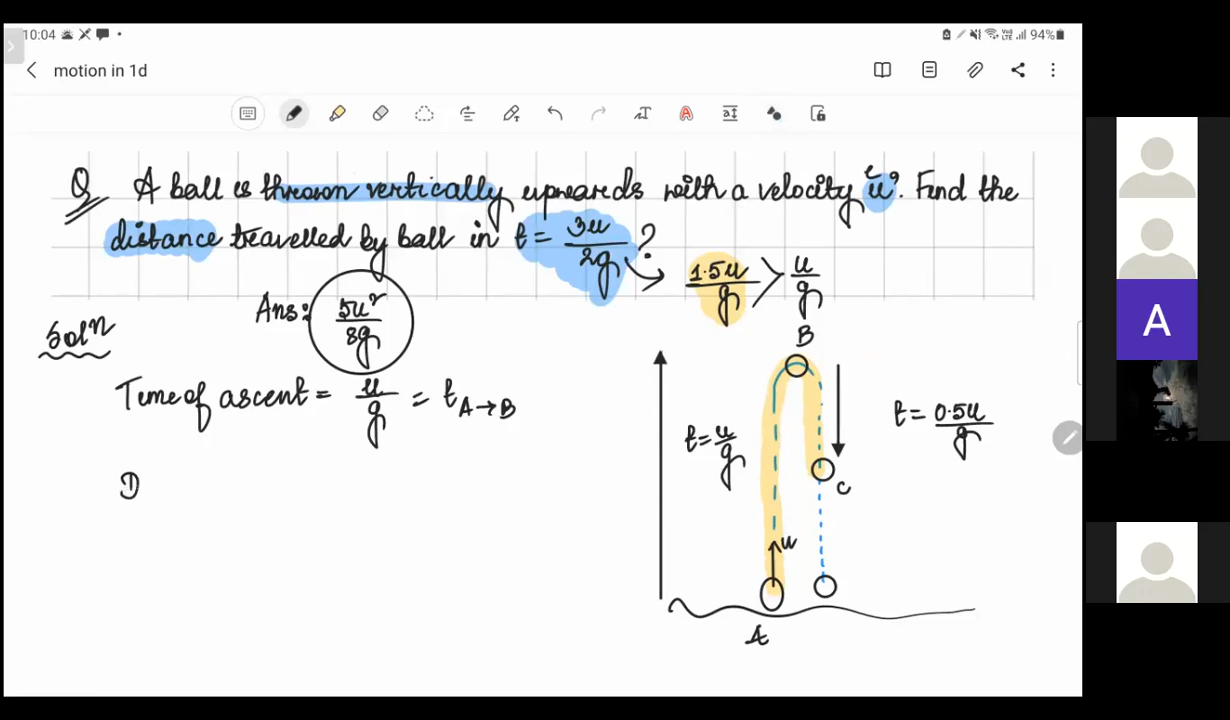 10:04
94%
motion in 1d
Q A ball is thrown vertically upwards with a velocity 'u'. Find the
distance travelled by ball in t = 3u/2g ?
1.5u/g > u/g
Ans: 5u²/8g
Solⁿ
B
Time of ascent = u/g = t A→B
t = u/g
t = 0.5u/g
C
D
u
A
A